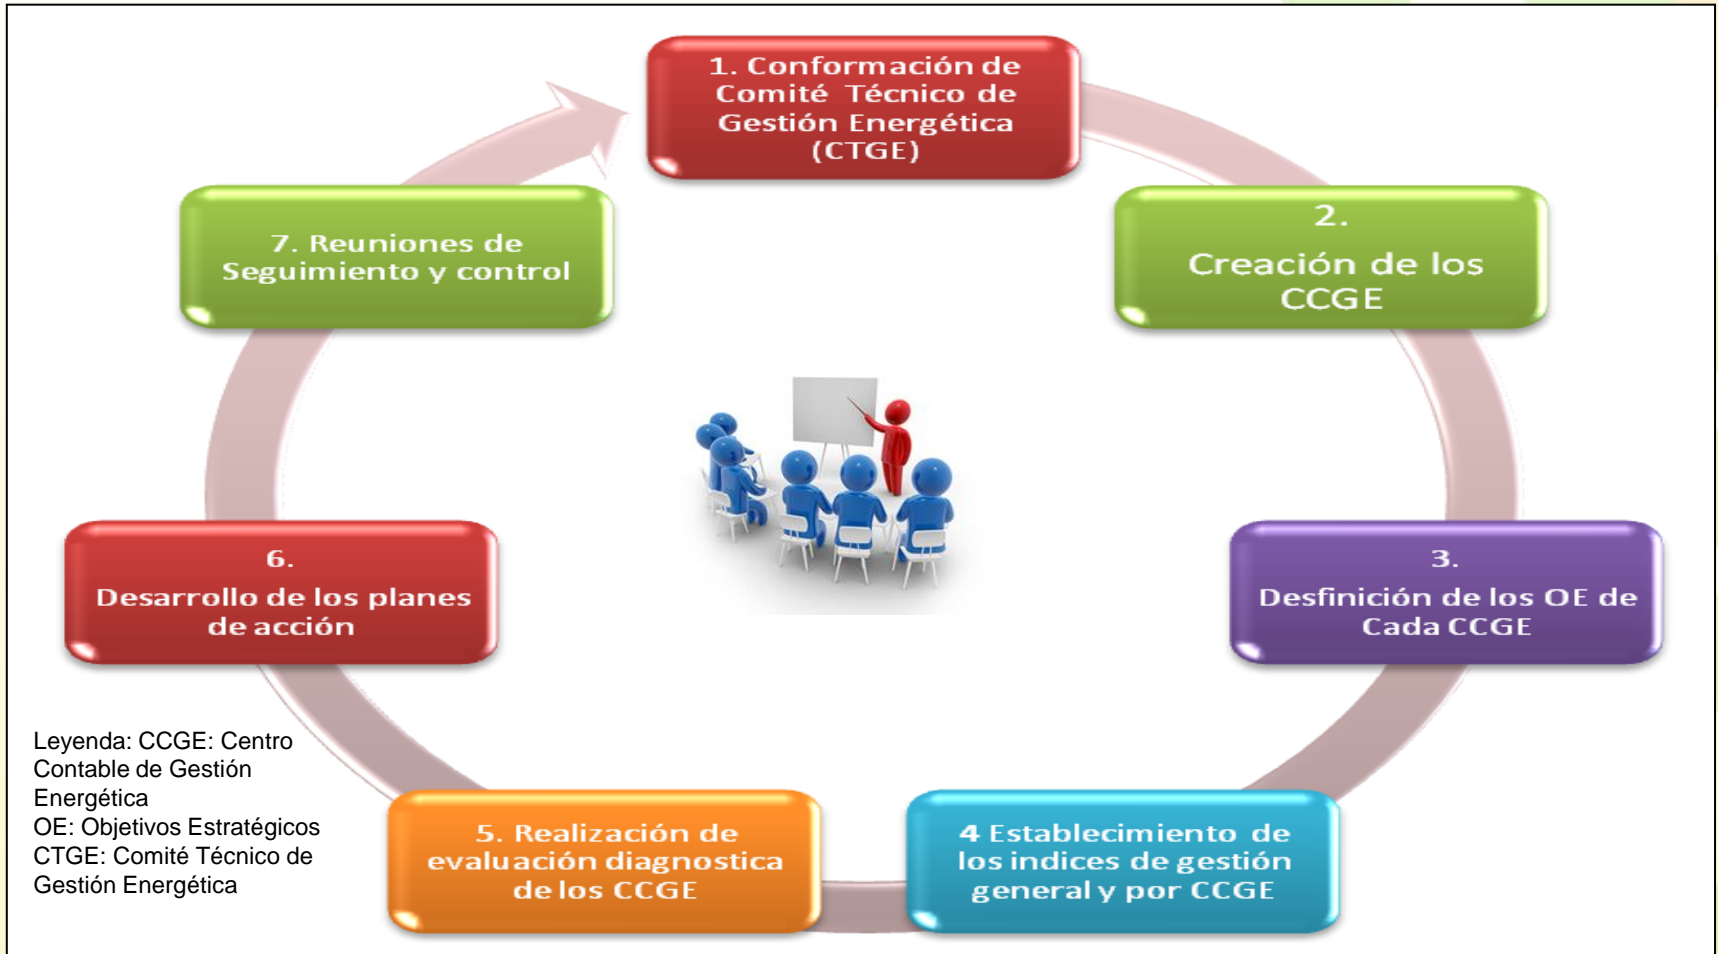 1. Conformación de
Comité Técnico de
Gestión Energética
(CTGE)
2.
Creación de los
CCGE
3.
Desfinición de los OE de
Cada CCGE
4 Establecimiento de
los indices de gestión
general y por CCGE
5. Realización de
evaluación diagnostica
de los CCGE
6.
Desarrollo de los planes
de acción
7. Reuniones de
Seguimiento y control
Leyenda: CCGE: Centro
Contable de Gestión
Energética
OE: Objetivos Estratégicos
CTGE: Comité Técnico de
Gestión Energética